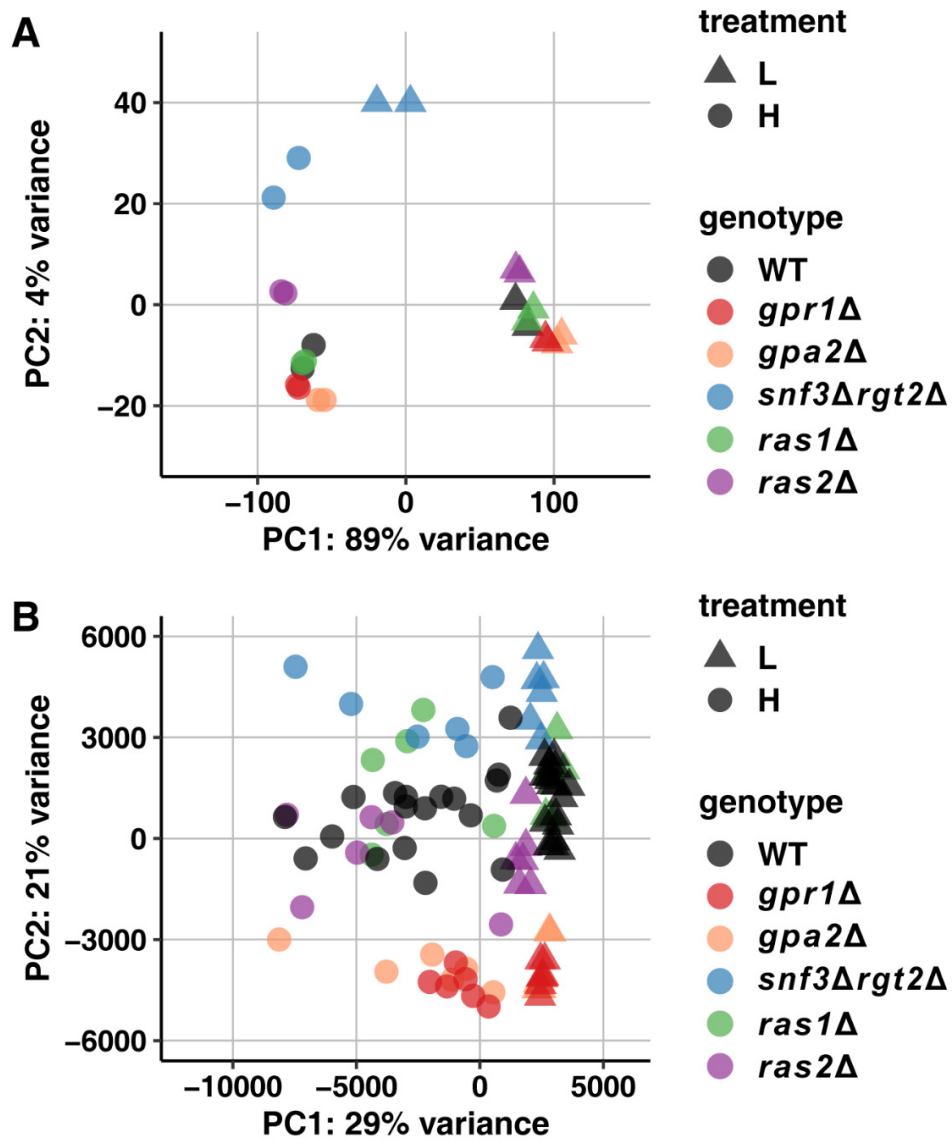 A
treatment
L
H
genotype
WT
gpr1Δ
gpa2Δ
snf3Δrgt2Δ
ras1Δ
ras2Δ
PC2: 4% variance
40
20
0
−20
−100 0 100
PC1: 89% variance
B
treatment
L
H
genotype
WT
gpr1Δ
gpa2Δ
snf3Δrgt2Δ
ras1Δ
ras2Δ
PC2: 21% variance
6000
3000
0
−3000
−6000
−10000 −5000 0 5000
PC1: 29% variance